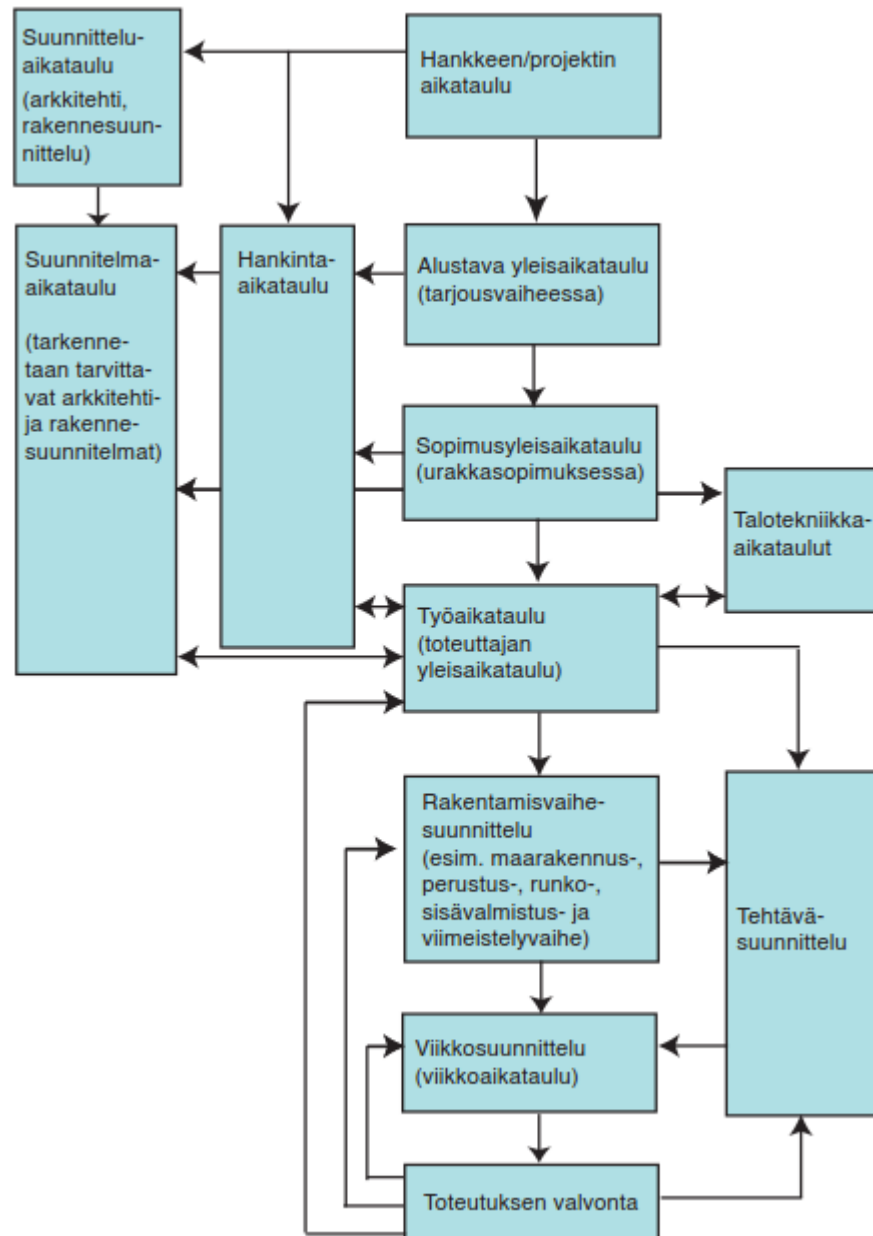 Suunnittelu-
aikataulu
(arkkitehti,
rakennesuun-
nittelu)
Hankkeen/projektin
aikataulu
Suunnitelma-
aikataulu
(tarkenne-
taan tarvitta-
vat arkkitehti-
ja rakenne-
suunnitelmat)
Hankinta-
aikataulu
Alustava yleisaikataulu
(tarjousvaiheessa)
Sopimusyleisaikataulu
(urakkasopimuksessa)
Talotekniikka-
aikataulut
Työaikataulu
(toteuttajan
yleisaikataulu)
Rakentamisvaihe-
suunnittelu
(esim. maarakennus-,
perustus-, runko-,
sisävalmistus- ja
viimeistelyvaihe)
Tehtävä-
suunnittelu
Viikkosuunnittelu
(viikkoaikataulu)
Toteutuksen valvonta